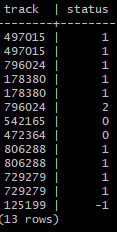 track | status
--------+--------
497015 | 1
497015 | 1
796024 | 1
178380 | 1
178380 | 1
796024 | 2
542165 | 0
472364 | 0
806288 | 1
806288 | 1
729279 | 1
729279 | 1
125199 | -1
(13 rows)